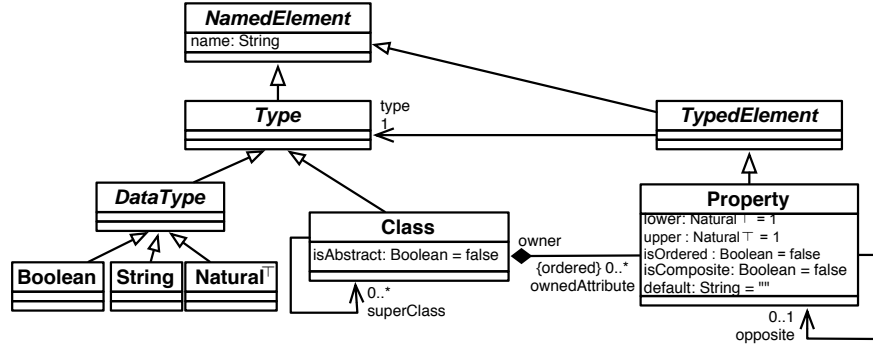 NamedElement
name: String
Type
type
1
TypedElement
DataType
Boolean
String
Natural⊤
Class
isAbstract: Boolean = false
0..*
superClass
owner
{ordered} 0..*
ownedAttribute
Property
lower: Natural⊤ = 1
upper : Natural⊤ = 1
isOrdered : Boolean = false
isComposite: Boolean = false
default: String = ""
0..1
opposite